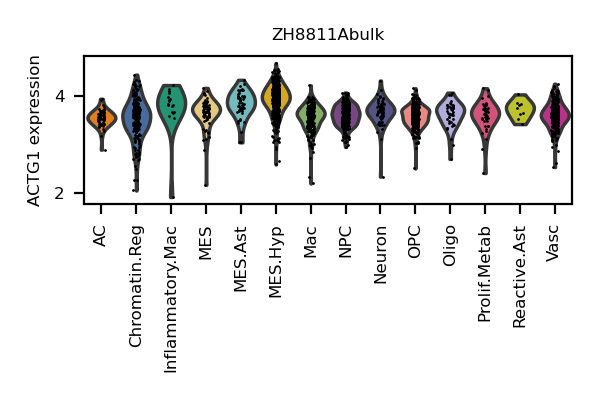 ZH8811Abulk
ACTG1 expression
4
2
AC
Chromatin.Reg
Inflammatory.Mac
MES
MES.Ast
MES.Hyp
Mac
NPC
Neuron
OPC
Oligo
Prolif.Metab
Reactive.Ast
Vasc